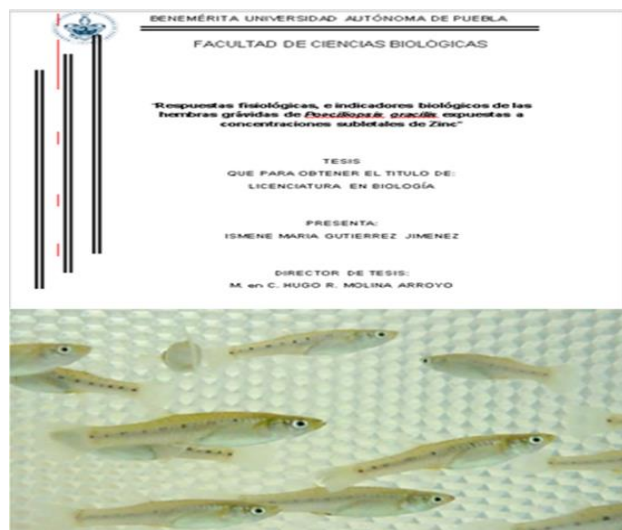 BENEMÉRITA UNIVERSIDAD AUTÓNOMA DE PUEBLA
FACULTAD DE CIENCIAS BIOLÓGICAS
"Respuestas fisiológicas, e indicadores biológicos de las
hembras grávidas de Poeciliopsis gracilis expuestas a
concentraciones subletales de Zinc"
TESIS
QUE PARA OBTENER EL TITULO DE:
LICENCIATURA EN BIOLOGÍA
PRESENTA:
ISMENE MARIA GUTIERREZ JIMENEZ
DIRECTOR DE TESIS:
M. en C. HUGO R. MOLINA ARROYO